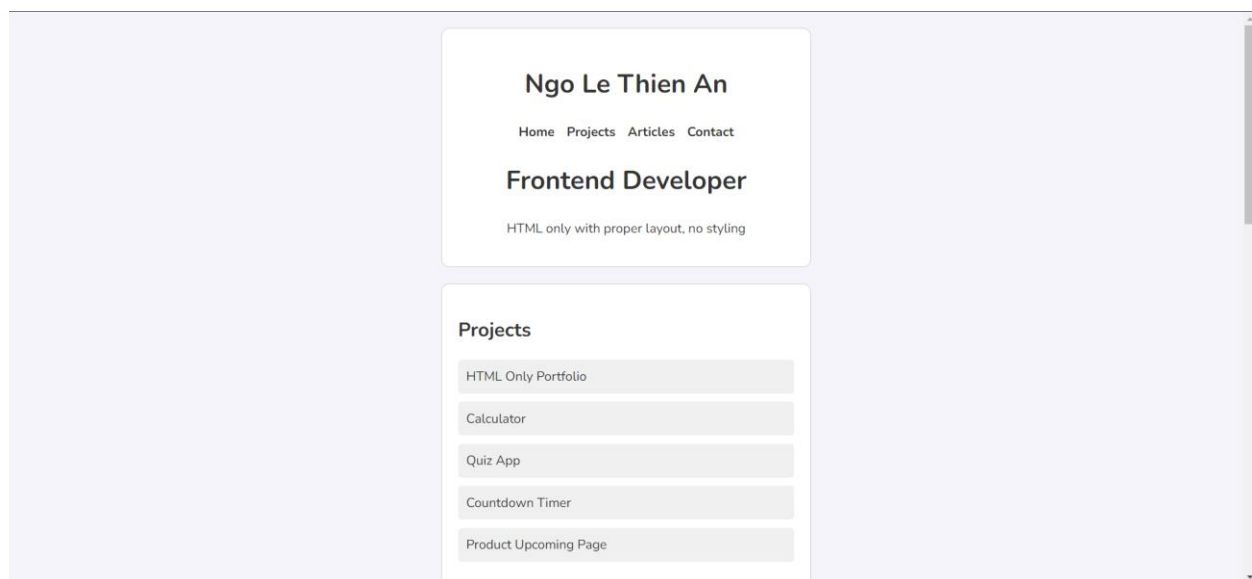 Ngo Le Thien An
Home Projects Articles Contact
Frontend Developer
HTML only with proper layout, no styling
Projects
HTML Only Portfolio
Calculator
Quiz App
Countdown Timer
Product Upcoming Page